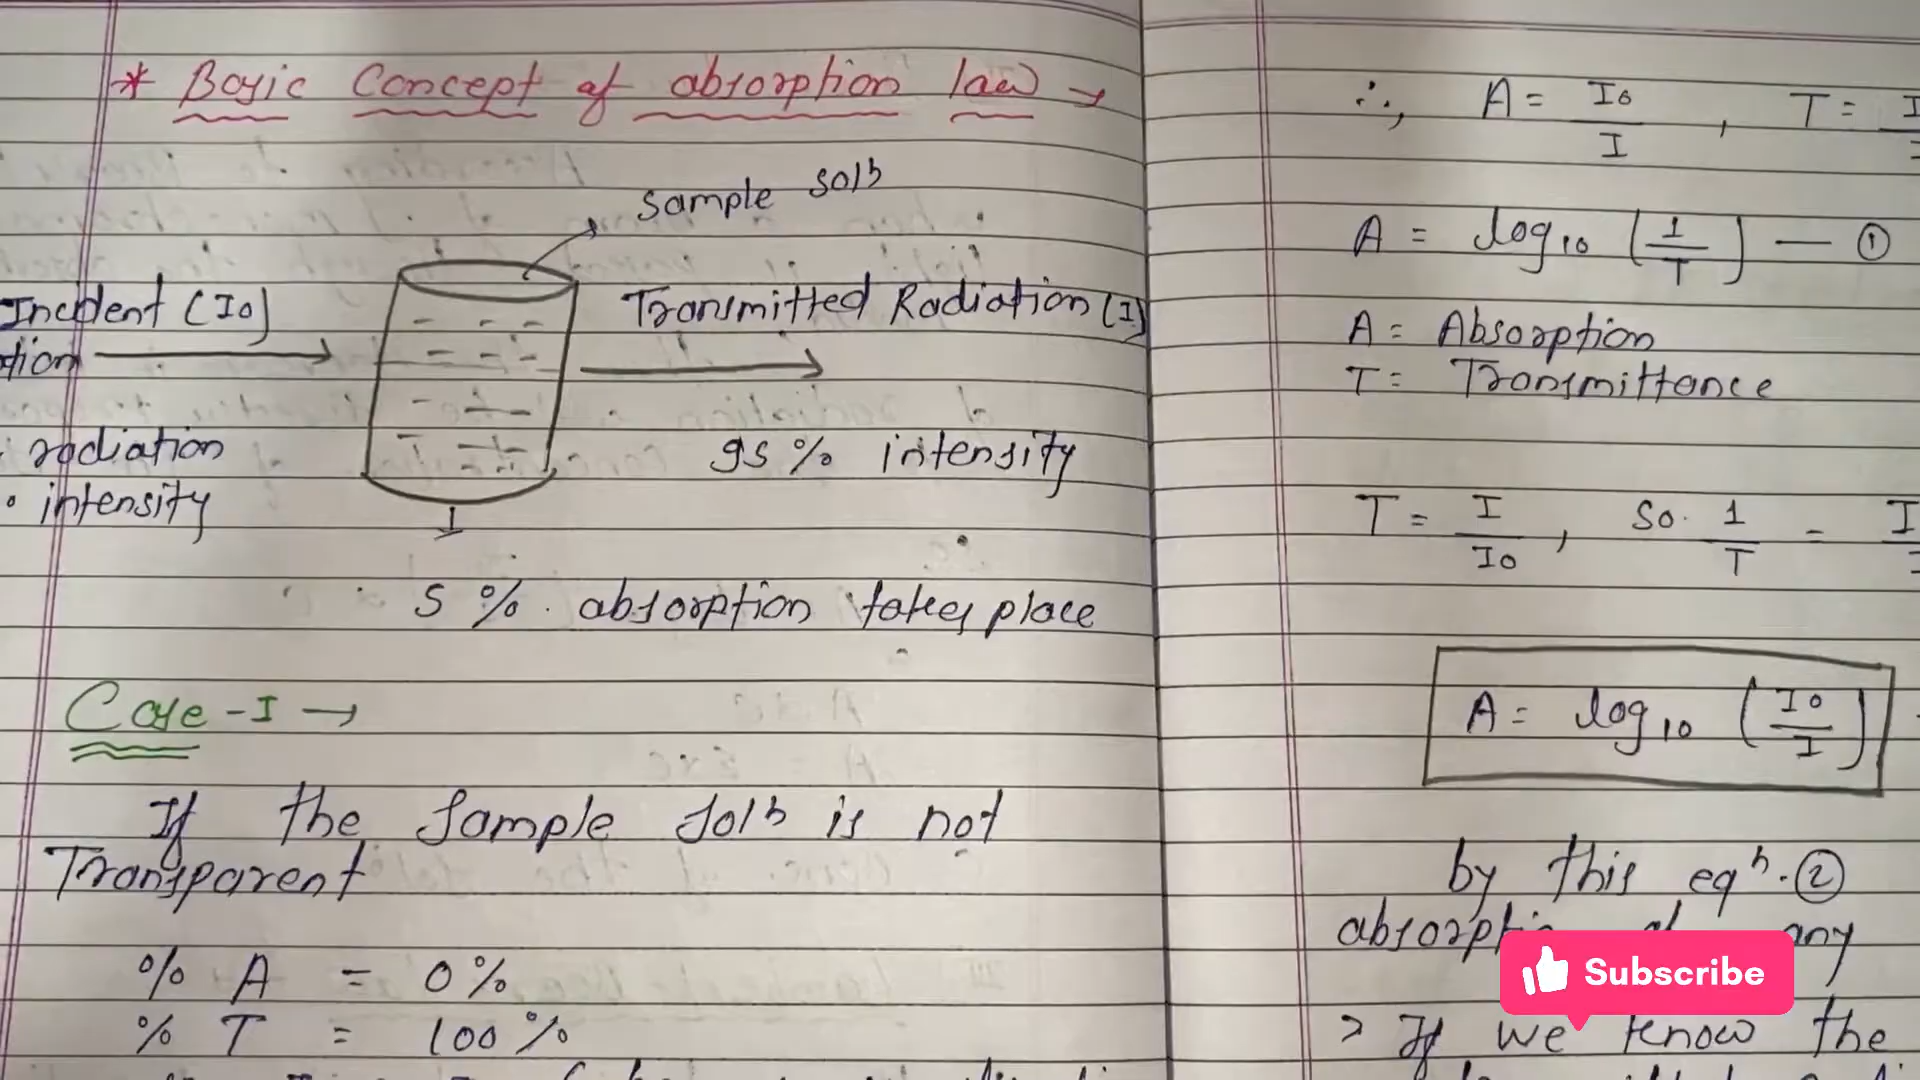 * Basic Concept of absorption law →
Sample Solⁿ
Incident (I0)
tion
Transmitted Radiation (I)
radiation
intensity
95 % intensity
5 % absorption takes place
Case - I →
If the Sample Solⁿ is not
Transparent
% A = 0 %
% T = 100 %
∴, A = I0/I , T =
A = log10 (1/T) — ①
A = Absorption
T = Transmittance
T = I/I0 , So. 1/T =
A = log10 (I0/I)
by this eqⁿ. ②
any
Subscribe
> If we know the